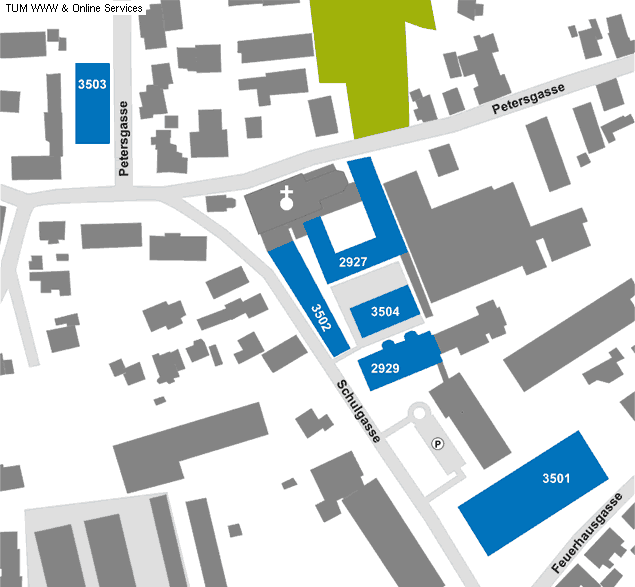 TUM WWW & Online Services
3503
Petersgasse
Petersgasse
2927
3502
3504
2929
Schulgasse
P
3501
Feuerhausgasse